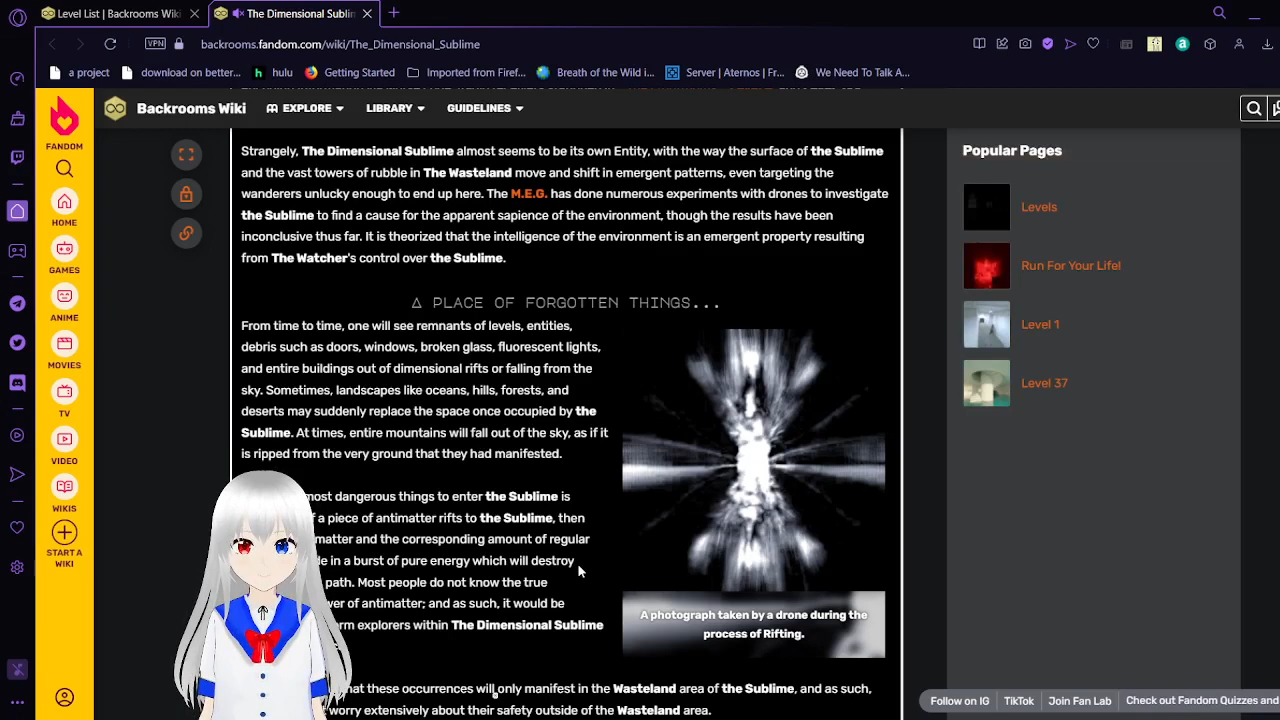 Level List | Backrooms Wiki
The Dimensional Sublim
VPN
backrooms.fandom.com/wiki/The_Dimensional_Sublime
a project
download on better...
hulu
Getting Started
Imported from Firef...
Breath of the Wild i...
Server | Aternos | Fr...
We Need To Talk A...
FANDOM
HOME
GAMES
ANIME
MOVIES
TV
VIDEO
WIKIS
START A
WIKI
Backrooms Wiki
EXPLORE
LIBRARY
GUIDELINES
Strangely, The Dimensional Sublime almost seems to be its own Entity, with the way the surface of the Sublime
and the vast towers of rubble in The Wasteland move and shift in emergent patterns, even targeting the
wanderers unlucky enough to end up here. The M.E.G. has done numerous experiments with drones to investigate
the Sublime to find a cause for the apparent sapience of the environment, though the results have been
inconclusive thus far. It is theorized that the intelligence of the environment is an emergent property resulting
from The Watcher's control over the Sublime.
Δ PLACE OF FORGOTTEN THINGS...
From time to time, one will see remnants of levels, entities,
debris such as doors, windows, broken glass, fluorescent lights,
and entire buildings out of dimensional rifts or falling from the
sky. Sometimes, landscapes like oceans, hills, forests, and
deserts may suddenly replace the space once occupied by the
Sublime. At times, entire mountains will fall out of the sky, as if it
is ripped from the very ground that they had manifested.
most dangerous things to enter the Sublime is
f a piece of antimatter rifts to the Sublime, then
matter and the corresponding amount of regular
de in a burst of pure energy which will destroy
path. Most people do not know the true
wer of antimatter; and as such, it would be
orm explorers within The Dimensional Sublime
that these occurrences will only manifest in the Wasteland area of the Sublime, and as such,
worry extensively about their safety outside of the Wasteland area.
A photograph taken by a drone during the
process of Rifting.
Popular Pages
Levels
Run For Your Life!
Level 1
Level 37
Follow on IG
TikTok
Join Fan Lab
Check out Fandom Quizzes and